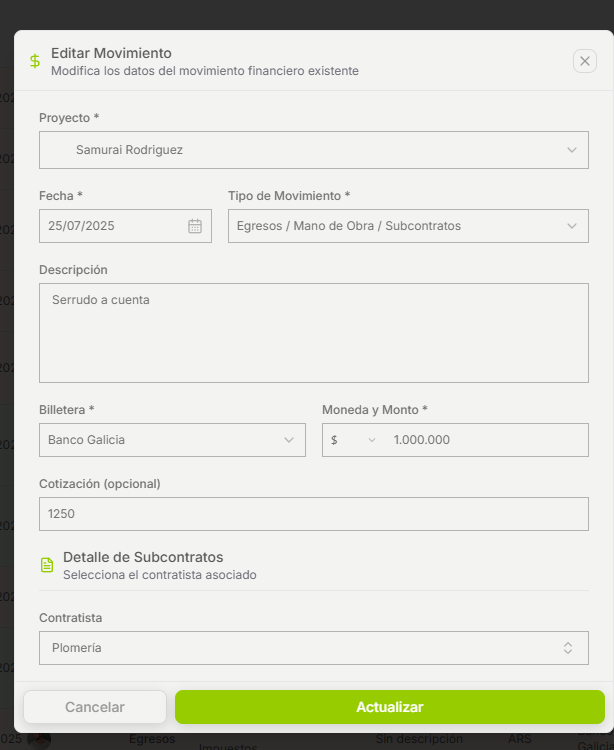 Editar Movimiento
Modifica los datos del movimiento financiero existente
Proyecto *
Samurai Rodriguez
Fecha * Tipo de Movimiento *
25/07/2025 Egresos / Mano de Obra / Subcontratos
Descripción
Serrudo a cuenta
Billetera * Moneda y Monto *
Banco Galicia $ 1.000.000
Cotización (opcional)
1250
Detalle de Subcontratos
Selecciona el contratista asociado
Contratista
Plomería
Cancelar Actualizar
Egresos Impuestos Sin descripción ARS